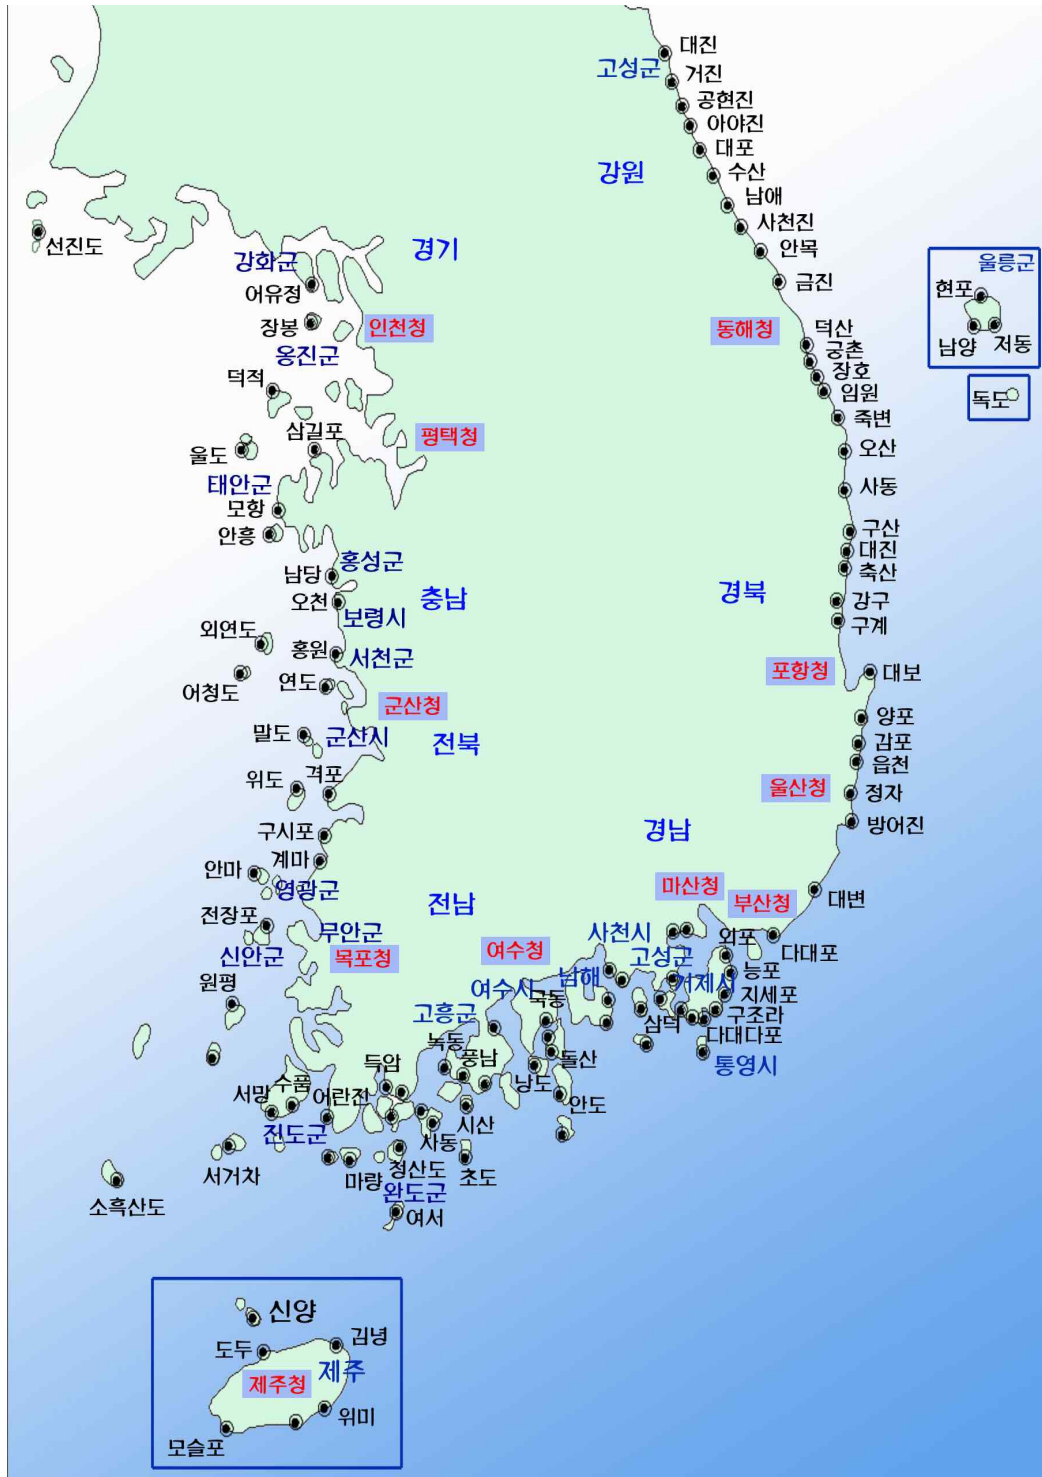 대진
고성군
거진
공현진
아야진
대포
강원
수산
남애
사천진
선진도
강화군
경기
안목
울릉군
어유정
금진
현포
장봉
인천청
동해청
덕산
남양
저동
옹진군
궁촌
장호
덕적
임원
독도
죽변
삼길포
평택청
울도
오산
태안군
사동
모항
안흥
구산
홍성군
대진
남당
축산
오천
충남
경북
강구
보령시
구계
외연도
홍원
서천군
포항청
대보
어청도
연도
군산청
양포
말도
군산시
전북
감포
읍천
위도
격포
울산청
정자
구시포
경남
방어진
계마
안마
영광군
마산청
대변
전남
부산청
전장포
무안군
사천시
외포
신안군
목포청
여수청
고성군
다대포
남해
능포
원평
여수시
거제시
지세포
고흥군
국동
삼덕
구조라
다대다포
녹동
돌산
통영시
풍남
득암
낭도
서망
수품
어란진
시산
안도
진도군
사동
서거차
마량
청산도
초도
소흑산도
완도군
여서
신양
도두
김녕
제주
제주청
위미
모슬포